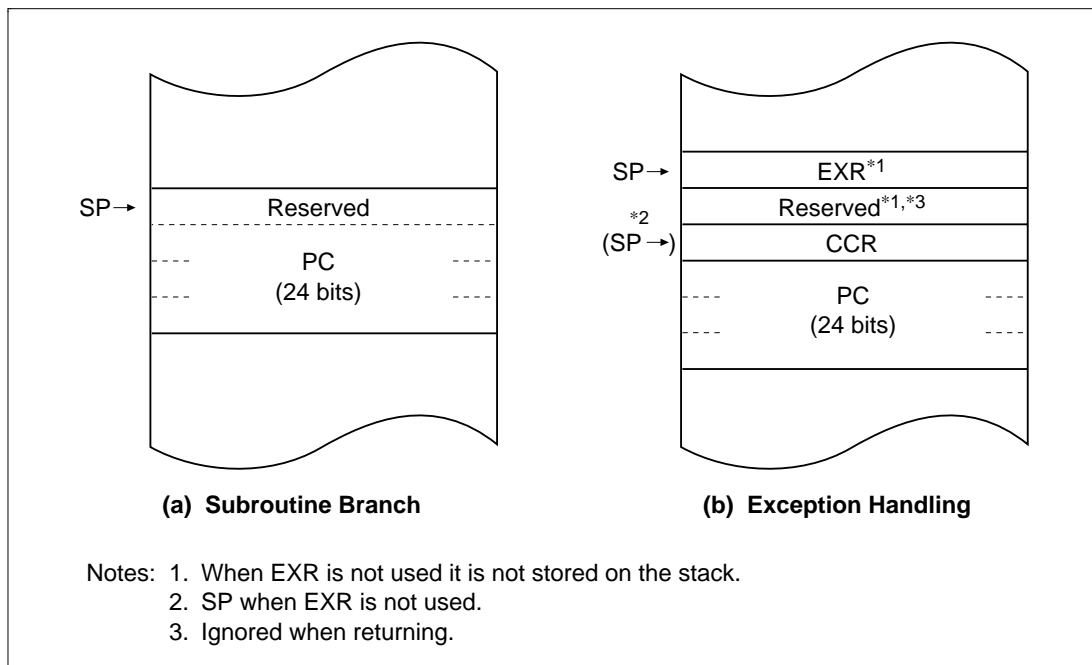 SP→
Reserved
PC
(24 bits)
(a) Subroutine Branch
SP→
EXR*1
Reserved*1,*3
*2
(SP→)
CCR
PC
(24 bits)
(b) Exception Handling
Notes: 1. When EXR is not used it is not stored on the stack.
2. SP when EXR is not used.
3. Ignored when returning.